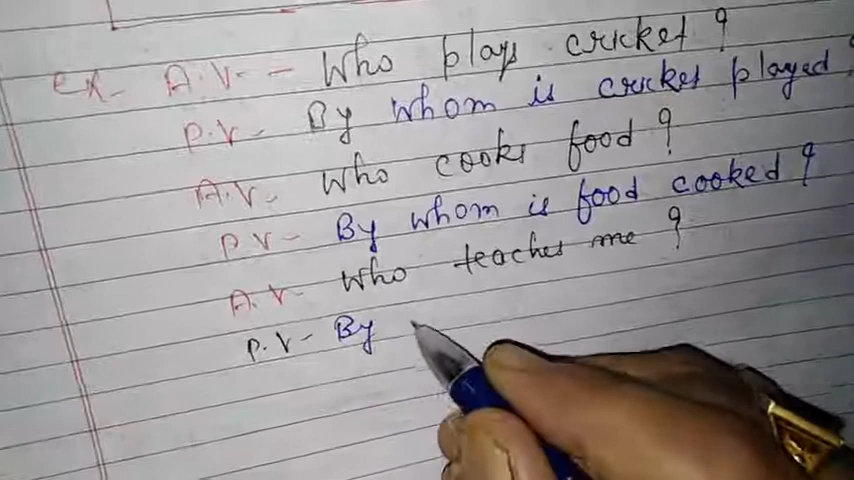 ex- A.V- - Who plays cricket ?
P.V- By whom is cricket played ?
A.V- Who cooks food ?
P.V- By whom is food cooked ?
A.V- Who teaches me ?
P.V- By